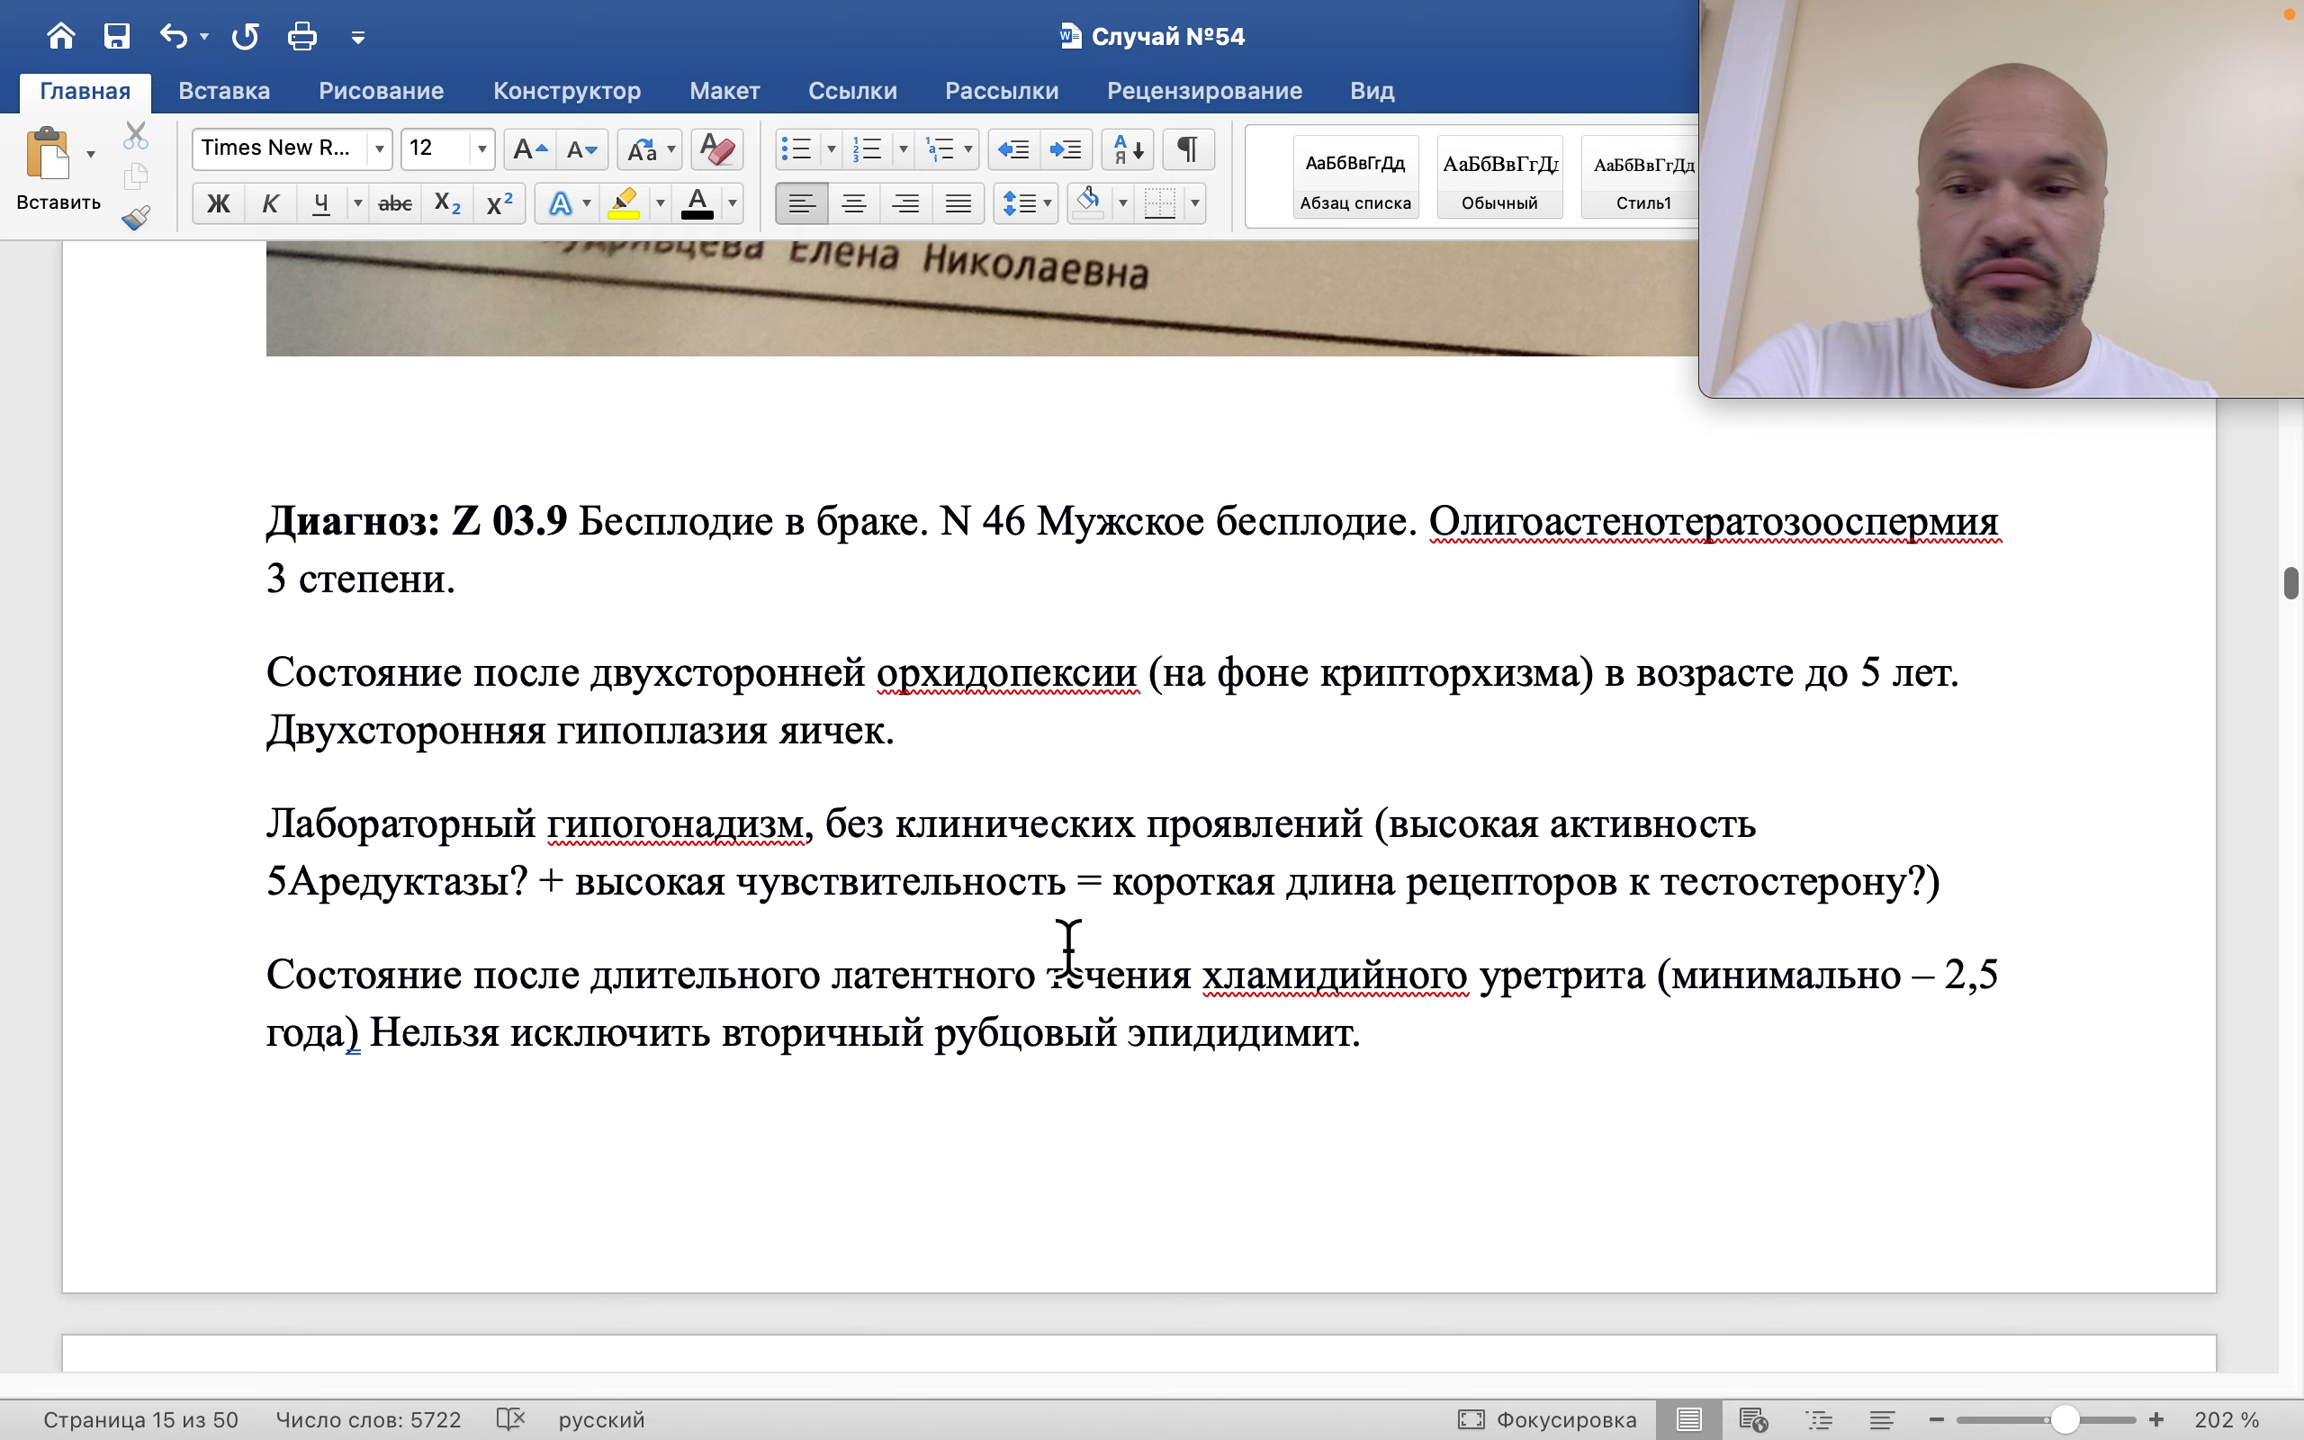 Случай №54
Главная Вставка Рисование Конструктор Макет Ссылки Рассылки Рецензирование Вид
Вставить
Times New R... 12
АаБбВвГгДд АаБбВвГгДд АаБбВвГгДд
Абзац списка Обычный Стиль1
Ж К Ч abc X₂ X²
Елена Николаевна
Диагноз: Z 03.9 Бесплодие в браке. N 46 Мужское бесплодие. Олигоастенотератозооспермия
3 степени.
Состояние после двухсторонней орхидопексии (на фоне крипторхизма) в возрасте до 5 лет.
Двухсторонняя гипоплазия яичек.
Лабораторный гипогонадизм, без клинических проявлений (высокая активность
5Аредуктазы? + высокая чувствительность = короткая длина рецепторов к тестостерону?)
Состояние после длительного латентного течения хламидийного уретрита (минимально – 2,5
года) Нельзя исключить вторичный рубцовый эпидидимит.
Страница 15 из 50 Число слов: 5722 русский Фокусировка 202 %